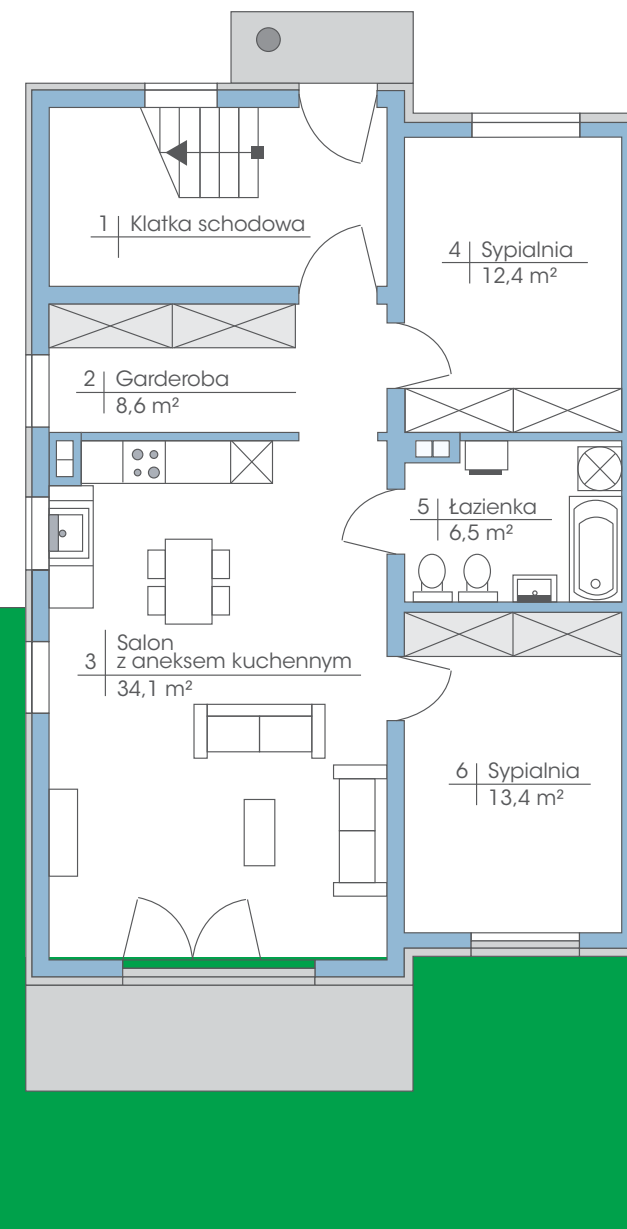 1 Klatka schodowa
4 Sypialnia
12,4 m²
2 Garderoba
8,6 m²
5 Łazienka
6,5 m²
3 Salon
z aneksem kuchennym
34,1 m²
6 Sypialnia
13,4 m²